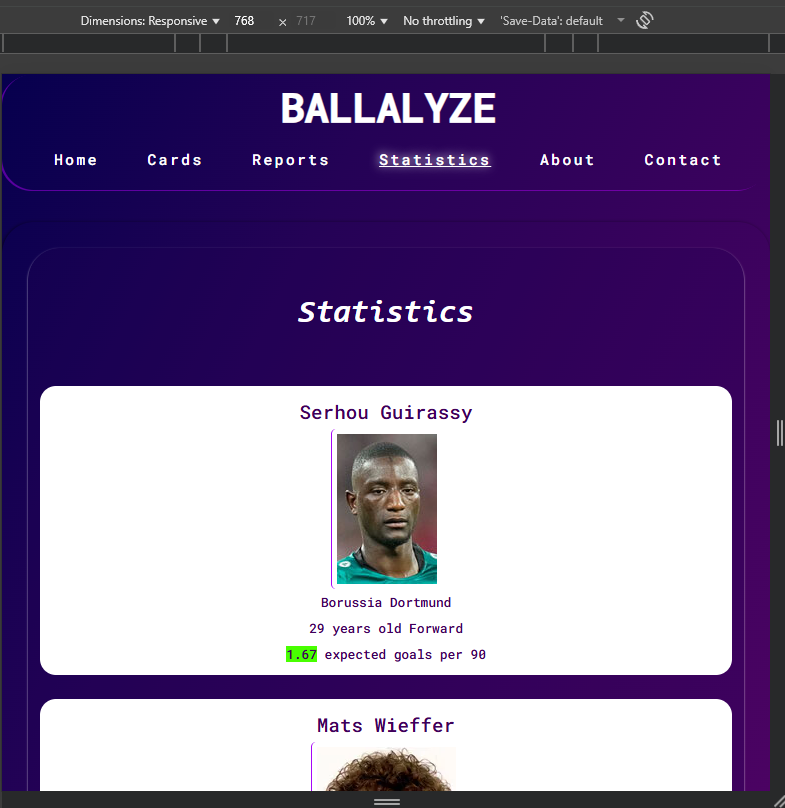 Dimensions: Responsive 768 × 717 100% No throttling 'Save-Data': default
BALLALYZE
Home Cards Reports Statistics About Contact
Statistics
Serhou Guirassy
Borussia Dortmund
29 years old Forward
1.67 expected goals per 90
Mats Wieffer